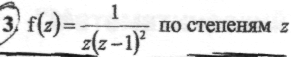 3. f(z) = 1 / z(z−1)² по степеням z